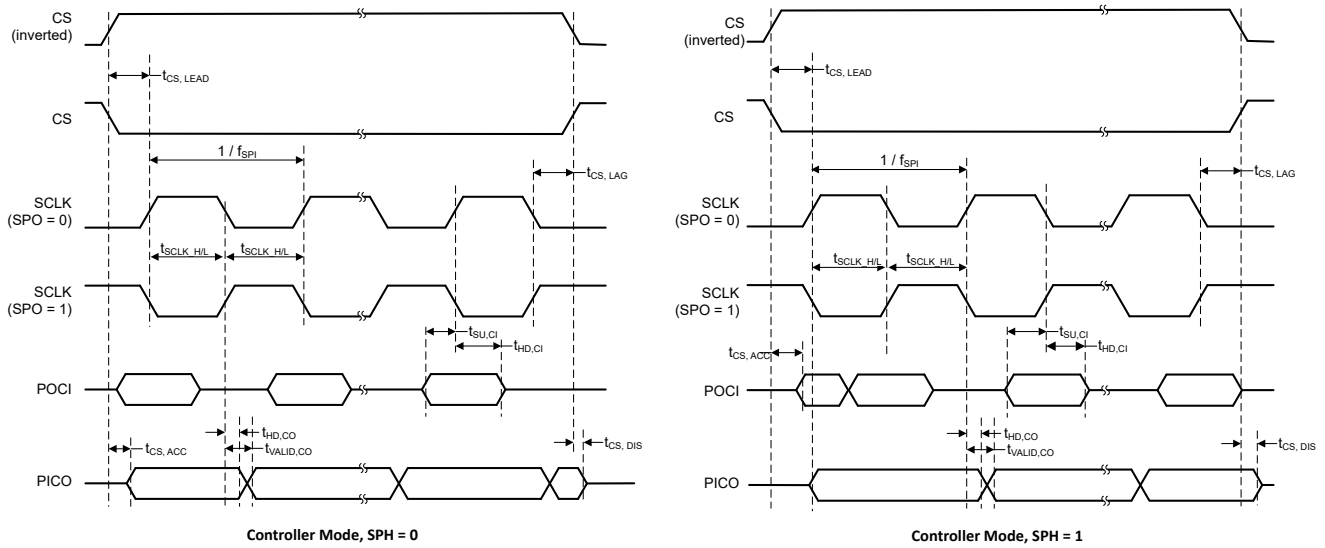 CS
(inverted)
tCS, LEAD
CS
1 / fSPI
tCS, LAG
SCLK
(SPO = 0)
tSCLK_H/L
tSCLK_H/L
SCLK
(SPO = 1)
tSU,CI
tHD,CI
POCI
tHD,CO
tCS, ACC
tVALID,CO
tCS, DIS
PICO
Controller Mode, SPH = 0
CS
(inverted)
tCS, LEAD
CS
1 / fSPI
tCS, LAG
SCLK
(SPO = 0)
tSCLK_H/L
tSCLK_H/L
SCLK
(SPO = 1)
tSU,CI
tHD,CI
tCS, ACC
POCI
tHD,CO
tVALID,CO
tCS, DIS
PICO
Controller Mode, SPH = 1